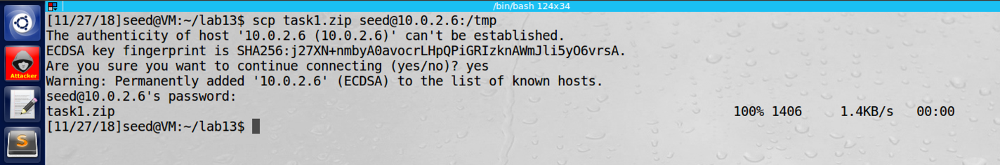 /bin/bash 124x34
[11/27/18]seed@VM:~/lab13$ scp task1.zip seed@10.0.2.6:/tmp
The authenticity of host '10.0.2.6 (10.0.2.6)' can't be established.
ECDSA key fingerprint is SHA256:j27XN+nmbyA0avocrLHpQPiGRIzknAWmJli5yO6vrsA.
Are you sure you want to continue connecting (yes/no)? yes
Warning: Permanently added '10.0.2.6' (ECDSA) to the list of known hosts.
seed@10.0.2.6's password:
task1.zip 100% 1406 1.4KB/s 00:00
[11/27/18]seed@VM:~/lab13$
Attacker
S